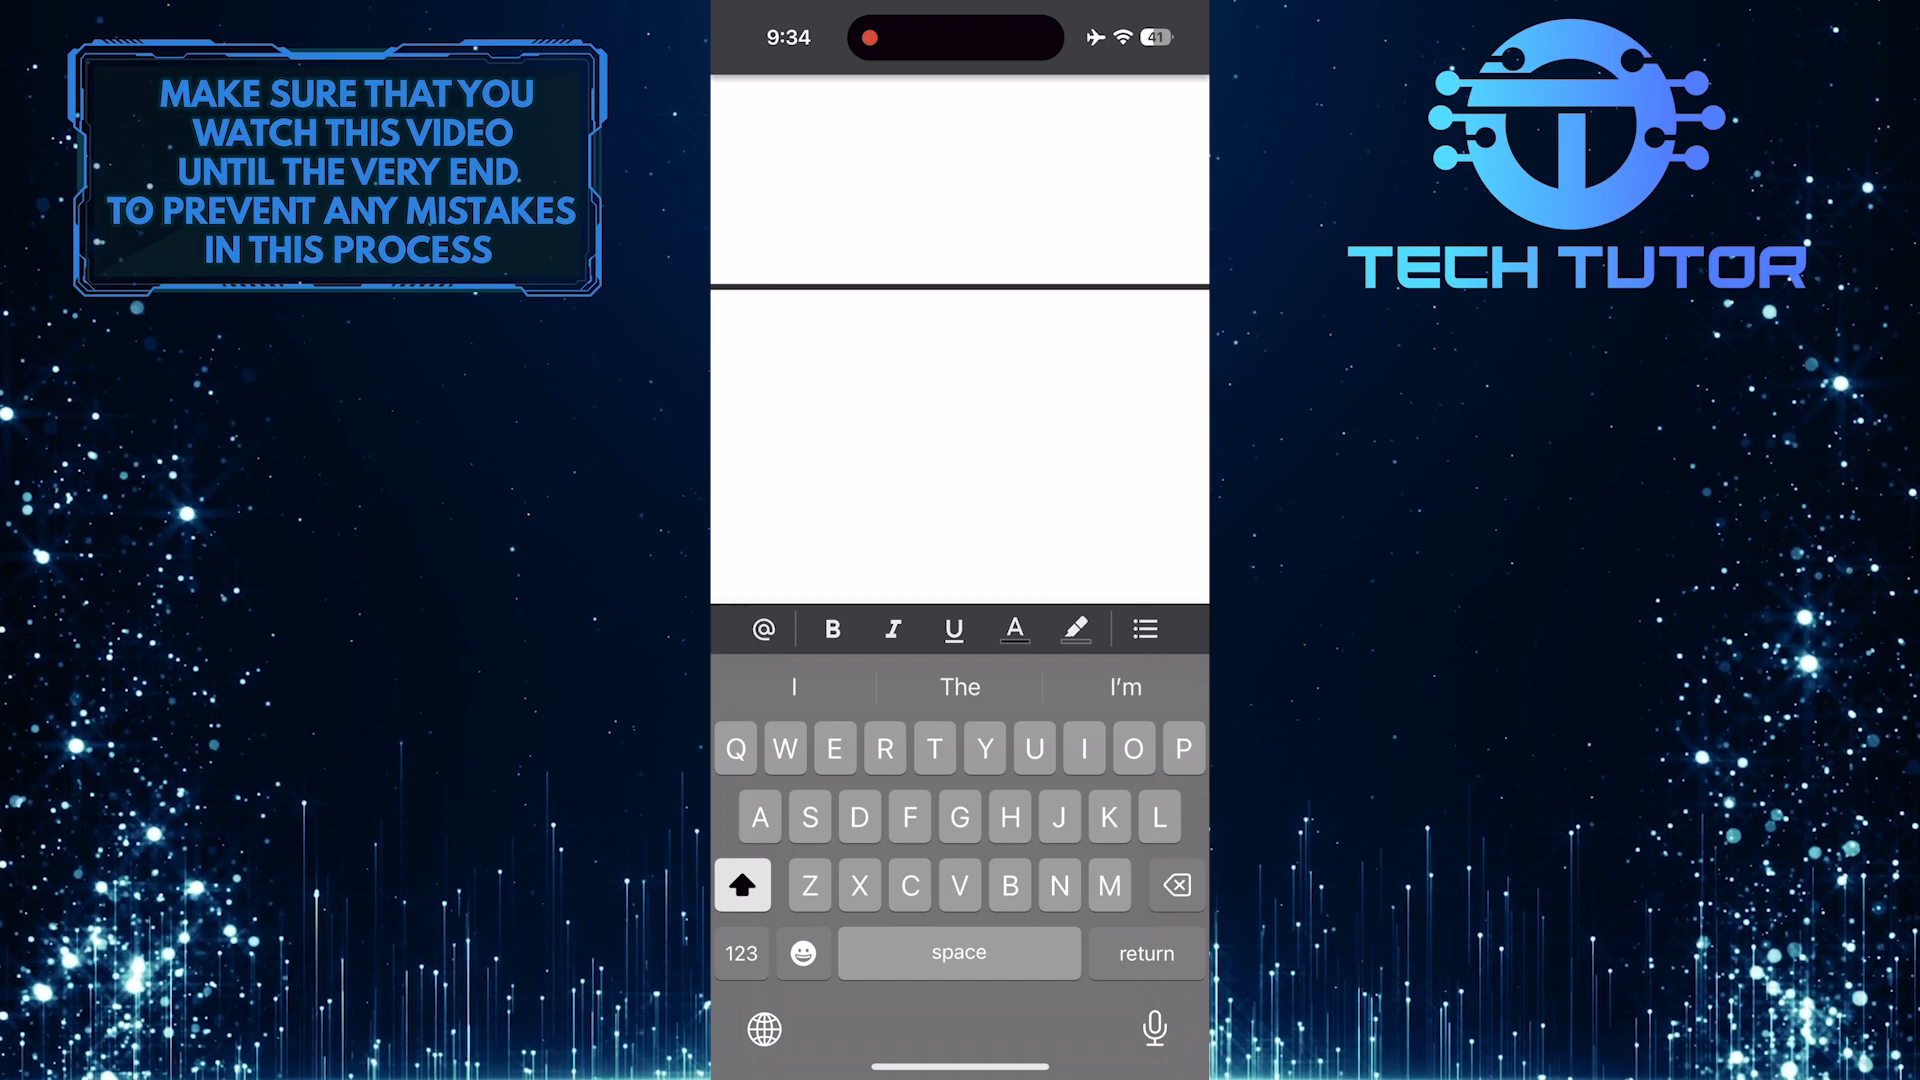 MAKE SURE THAT YOU
WATCH THIS VIDEO
UNTIL THE VERY END
TO PREVENT ANY MISTAKES
IN THIS PROCESS
9:34
41
TECH TUTOR
@ B I U A
I The I'm
Q W E R T Y U I O P
A S D F G H J K L
Z X C V B N M
123 space return